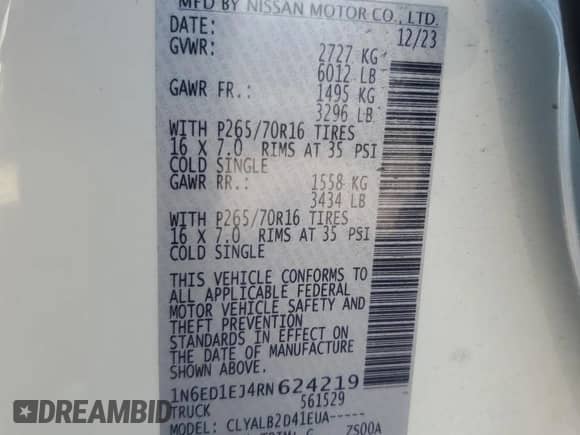 MFD BY NISSAN MOTOR CO., LTD.
DATE: 12/23
GVWR: 2727 KG
6012 LB
GAWR FR.: 1495 KG
3296 LB
WITH P265/70R16 TIRES
16 X 7.0 RIMS AT 35 PSI
COLD SINGLE
GAWR RR.: 1558 KG
3434 LB
WITH P265/70R16 TIRES
16 X 7.0 RIMS AT 35 PSI
COLD SINGLE
THIS VEHICLE CONFORMS TO
ALL APPLICABLE FEDERAL
MOTOR VEHICLE SAFETY AND
THEFT PREVENTION
STANDARDS IN EFFECT ON
THE DATE OF MANUFACTURE
SHOWN ABOVE.
1N6ED1EJ4RN624219
TRUCK 561529
MODEL: CLYALB2D41EUA-----
TRIM: G ZS00A
AUTOHELPERBOT.COM